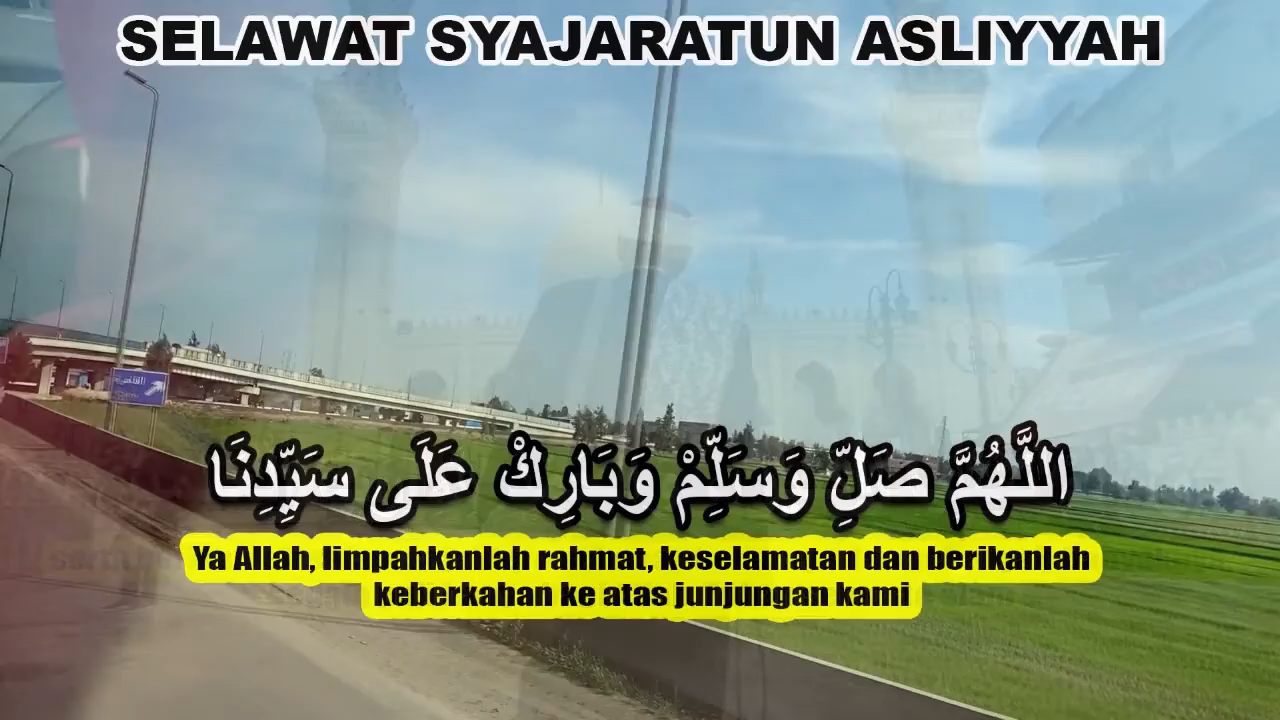 SELAWAT SYAJARATUN ASLIYYAH
اللَّهُمَّ صَلِّ وَسَلِّمْ وَبَارِكْ عَلَى سَيِّدِنَا
Ya Allah, limpahkanlah rahmat, keselamatan dan berikanlah
keberkahan ke atas junjungan kami